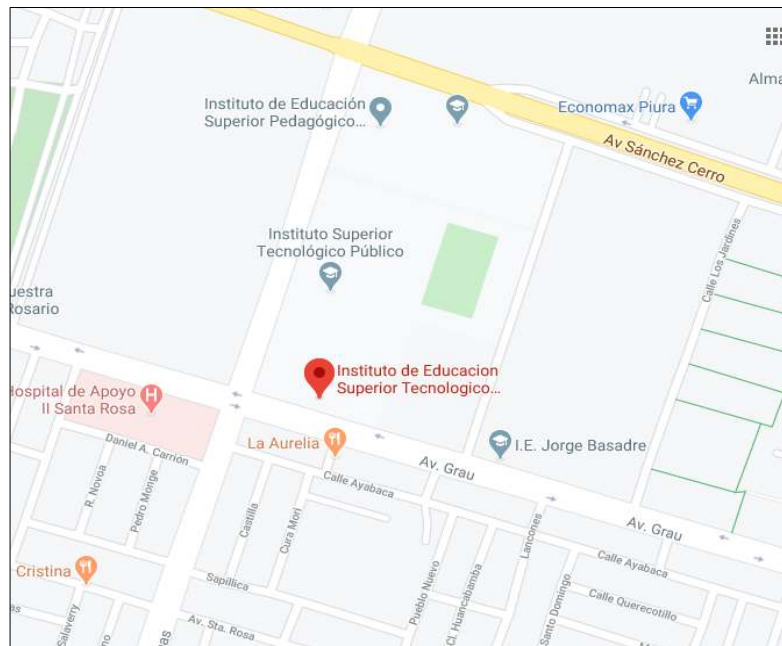 Alma
Instituto de Educación
Superior Pedagógico...
Economax Piura
Av Sánchez Cerro
Instituto Superior
Tecnológico Público
Calle Los Jardines
uestra
Rosario
Instituto de Educacion
Superior Tecnologico...
Hospital de Apoyo
II Santa Rosa
H
La Aurelia
Daniel A. Carrión
Av. Grau
I.E. Jorge Basadre
Calle Ayabaca
R. Novoa
Pedro Monge
Castilla
Cura Mori
Lancones
Av. Grau
Calle Ayabaca
Cristina
Sapillica
Pueblo Nuevo
Cl. Huancabamba
Santo Domingo
Calle Querecotillo
Salaverry
Av. Sta. Rosa